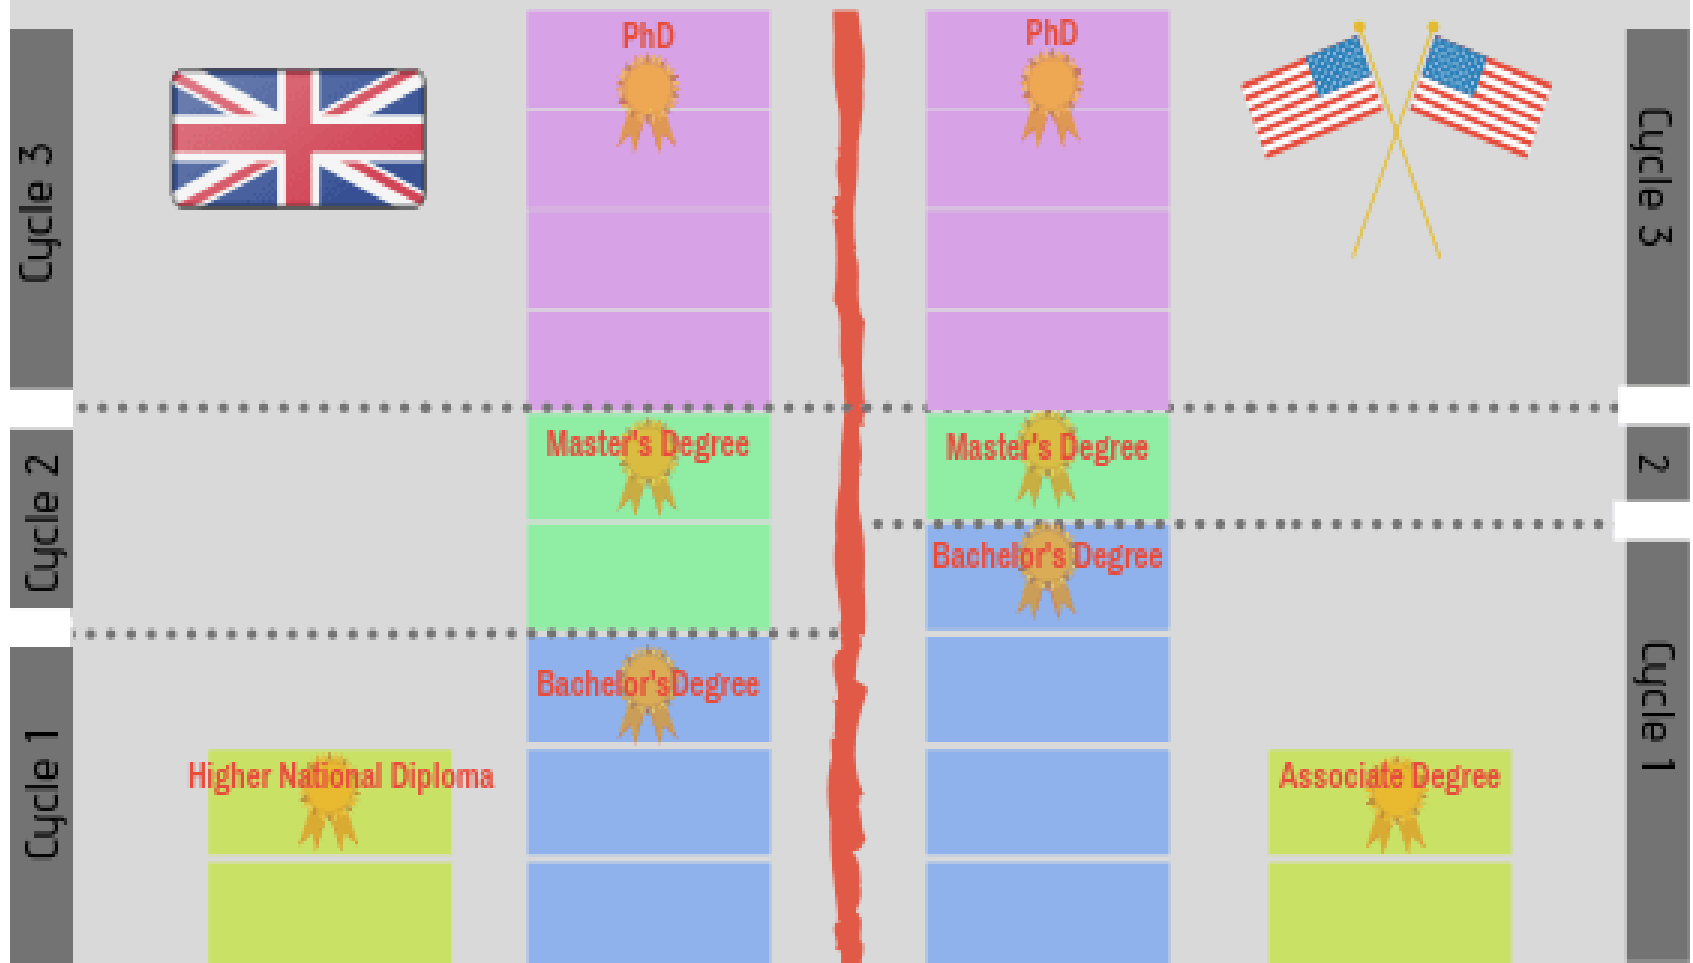 PhD
PhD
Cycle 3
Cycle 3
Master's Degree
Master's Degree
Cycle 2
2
Bachelor's Degree
Bachelor'sDegree
Cycle 1
Cycle 1
Higher National Diploma
Associate Degree